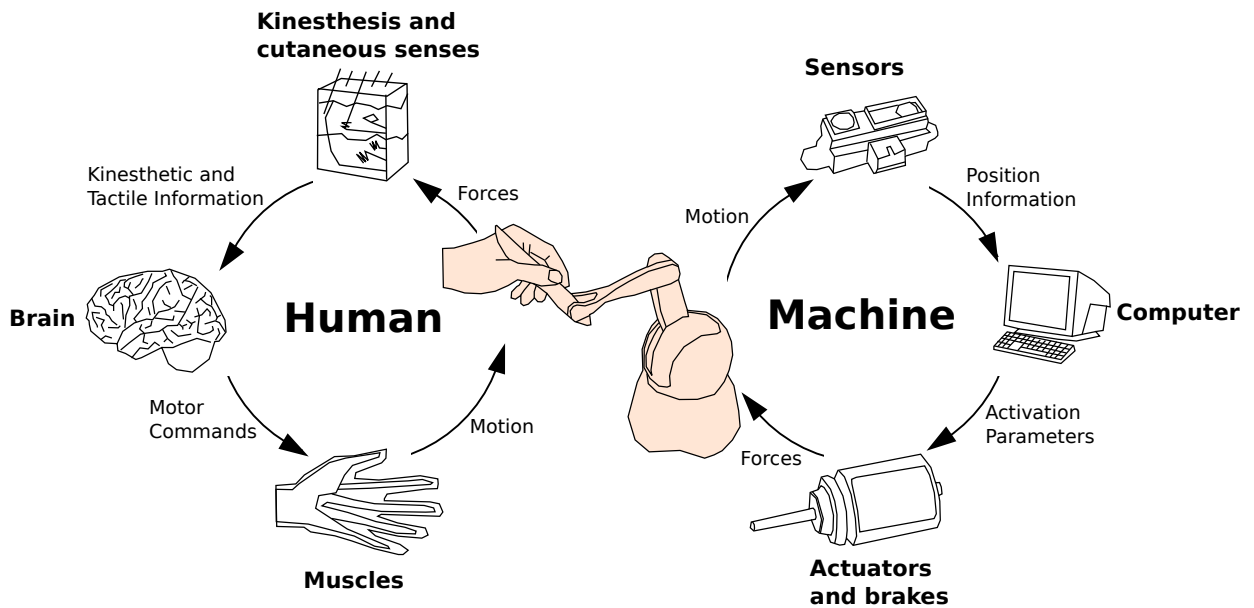 Kinesthesis and
cutaneous senses
Sensors
Kinesthetic and
Tactile Information
Forces
Motion
Position
Information
Brain
Human
Machine
Computer
Motor
Commands
Motion
Forces
Activation
Parameters
Muscles
Actuators
and brakes